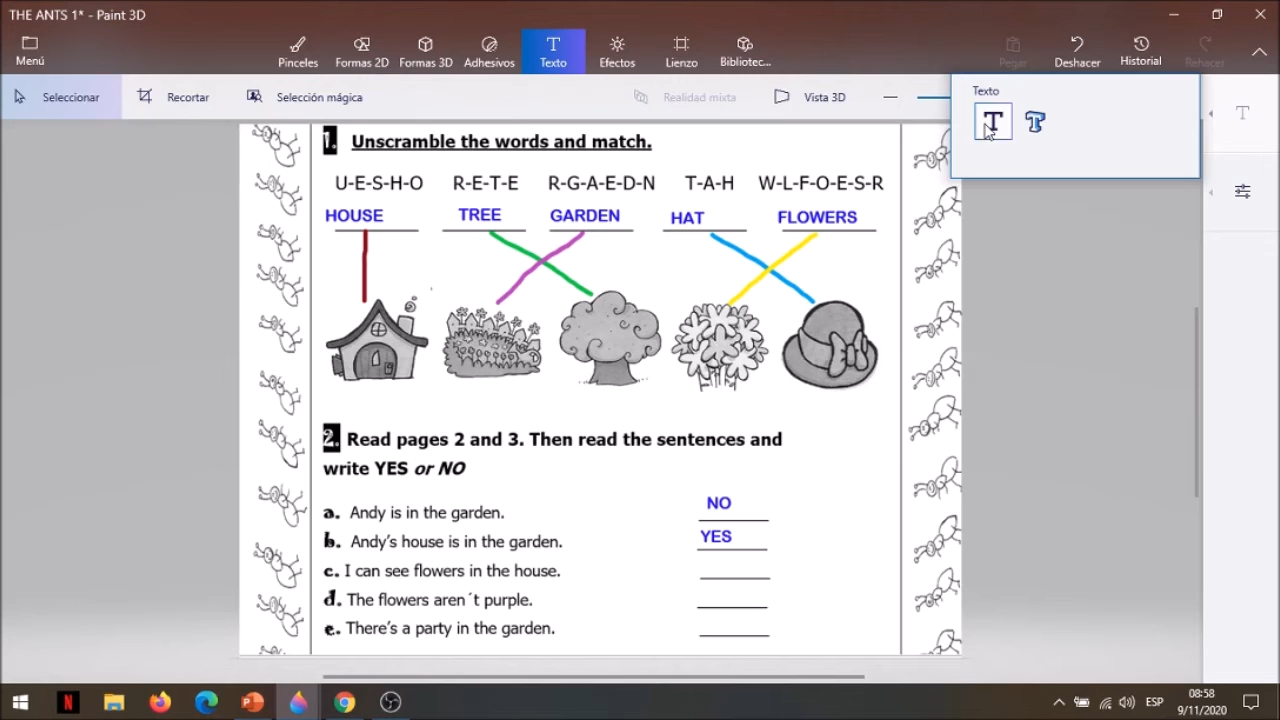 THE ANTS 1* - Paint 3D
Menú
Pinceles
Formas 2D
Formas 3D
Adhesivos
Texto
Efectos
Lienzo
Bibliotec...
Pegar
Deshacer
Historial
Rehacer
Seleccionar
Recortar
Selección mágica
Realidad mixta
Vista 3D
Texto
1. Unscramble the words and match.
U-E-S-H-O R-E-T-E R-G-A-E-D-N T-A-H W-L-F-O-E-S-R
HOUSE TREE GARDEN HAT FLOWERS
2. Read pages 2 and 3. Then read the sentences and
write YES or NO
a. Andy is in the garden. NO
b. Andy's house is in the garden. YES
c. I can see flowers in the house.
d. The flowers aren´t purple.
e. There's a party in the garden.
ESP
08:58
9/11/2020